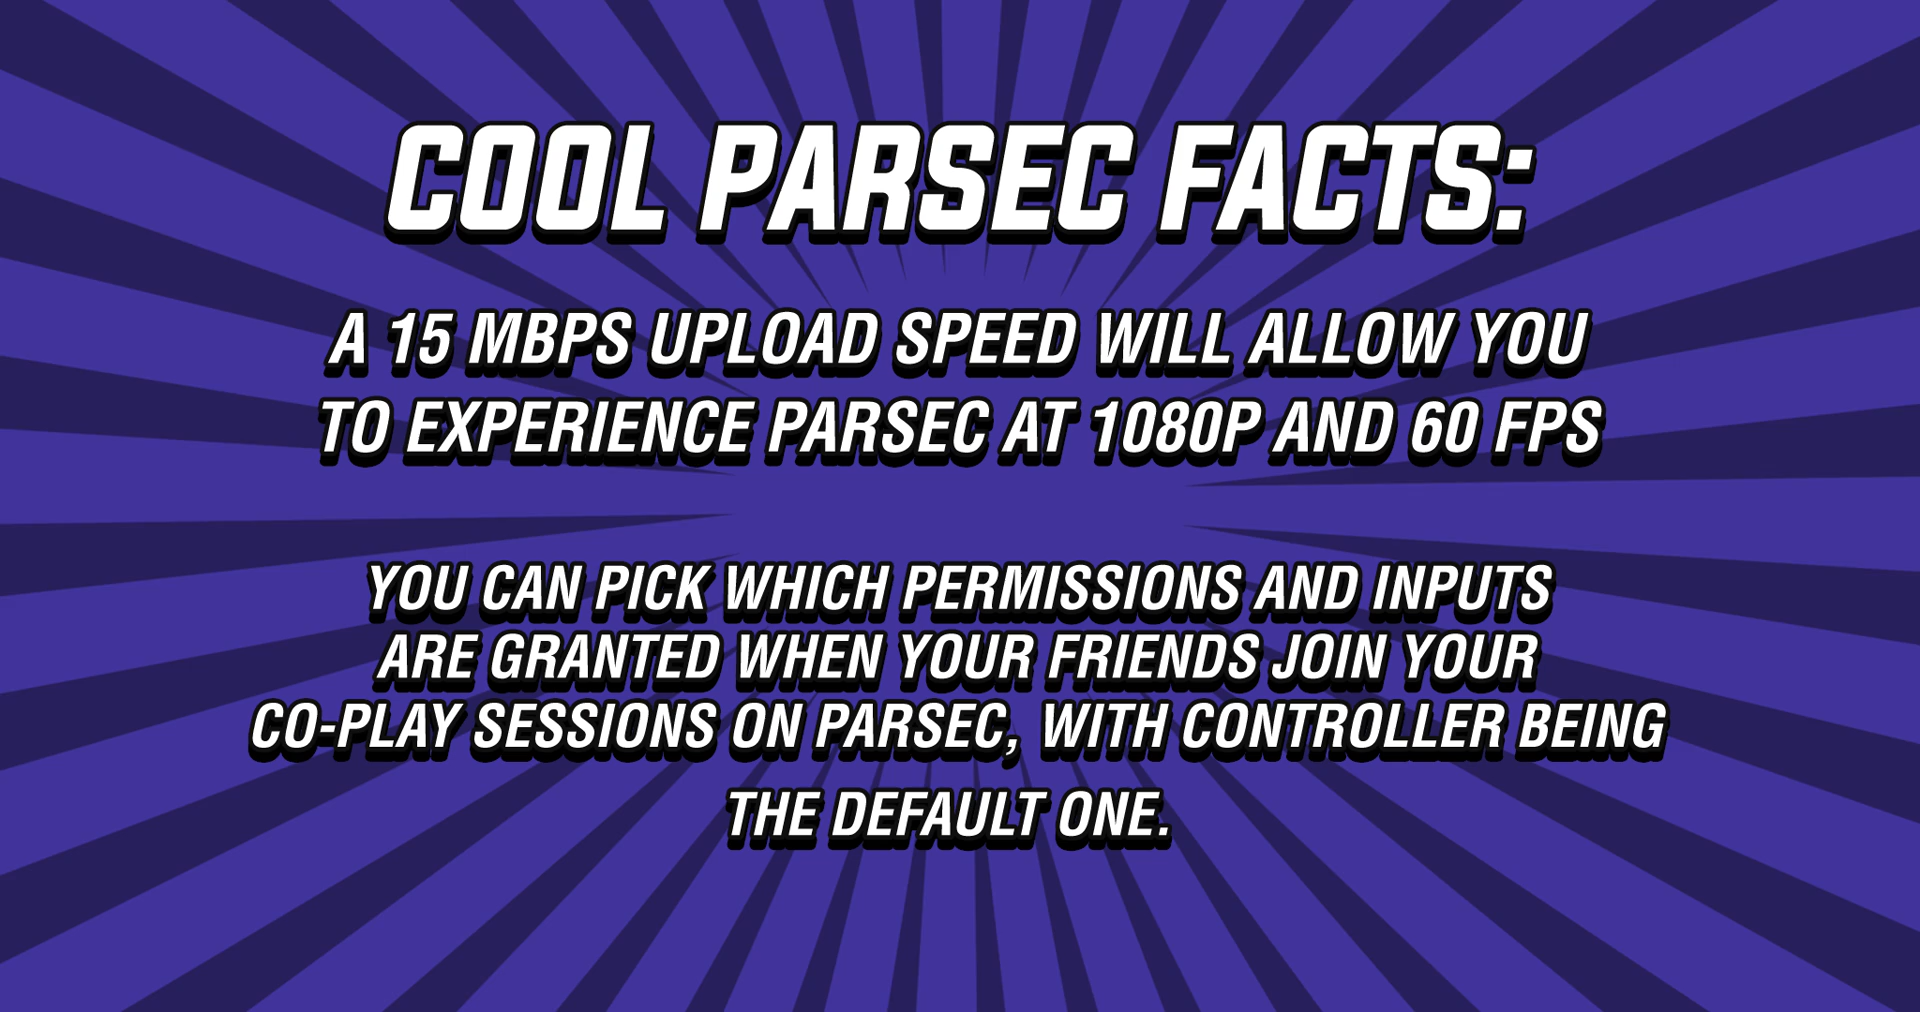 COOL PARSEC FACTS:
A 15 MBPS UPLOAD SPEED WILL ALLOW YOU
TO EXPERIENCE PARSEC AT 1080P AND 60 FPS
YOU CAN PICK WHICH PERMISSIONS AND INPUTS
ARE GRANTED WHEN YOUR FRIENDS JOIN YOUR
CO-PLAY SESSIONS ON PARSEC, WITH CONTROLLER BEING
THE DEFAULT ONE.